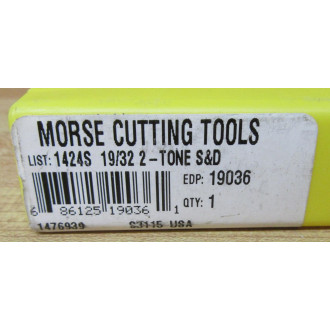 MORSE CUTTING TOOLS
LIST: 1424S 19/32 2-TONE S&D
EDP: 19036
QTY: 1
6 86125 19036 1
1476939 USA